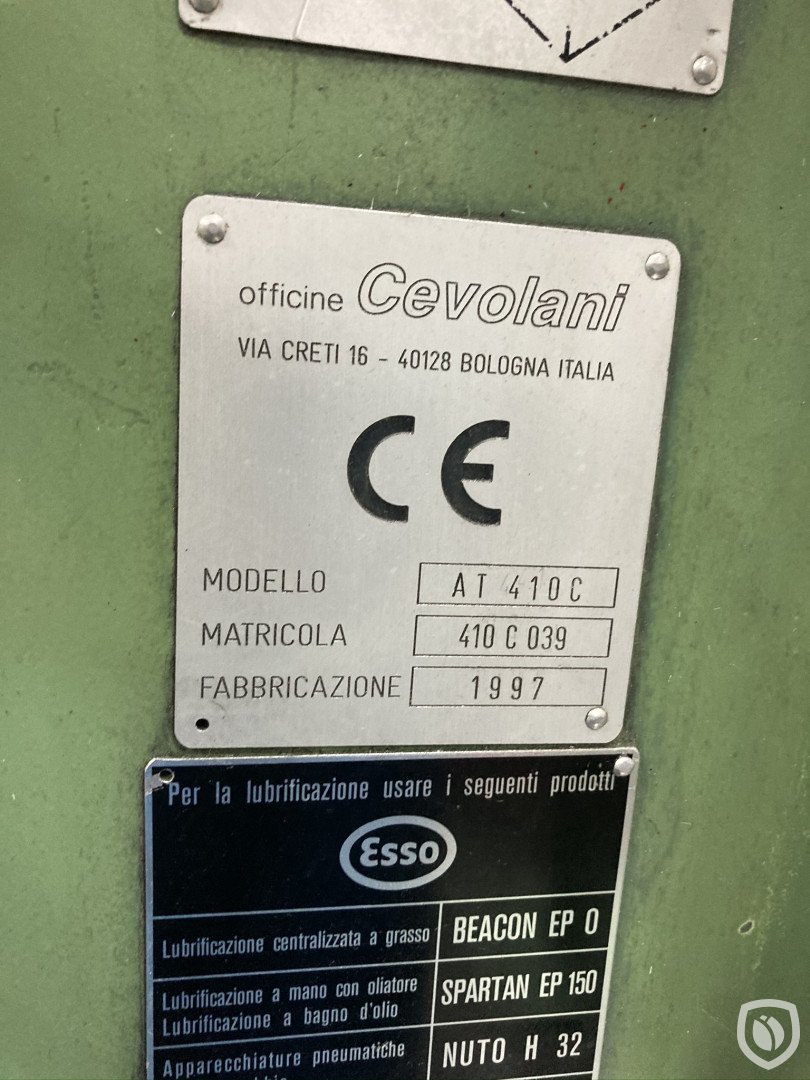 officine Cevolani
VIA CRETI 16 - 40128 BOLOGNA ITALIA
CE
MODELLO AT 410C
MATRICOLA 410 C 039
FABBRICAZIONE 1997
Per la lubrificazione usare i seguenti prodotti
Esso
Lubrificazione centralizzata a grasso BEACON EP 0
Lubrificazione a mano con oliatore
Lubrificazione a bagno d'olio
SPARTAN EP 150
Apparecchiature pneumatiche NUTO H 32